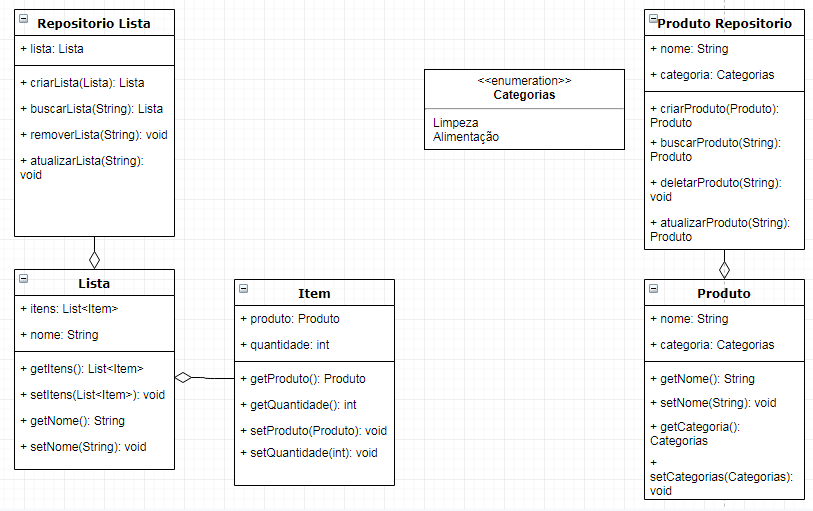 Repositorio Lista
+ lista: Lista
+ criarLista(Lista): Lista
+ buscarLista(String): Lista
+ removerLista(String): void
+ atualizarLista(String):
void
<<enumeration>>
Categorias
Limpeza
Alimentação
Produto Repositorio
+ nome: String
+ categoria: Categorias
+ criarProduto(Produto):
Produto
+ buscarProduto(String):
Produto
+ deletarProduto(String):
void
+ atualizarProduto(String):
Produto
Lista
+ itens: List<Item>
+ nome: String
+ getItens(): List<Item>
+ setItens(List<Item>): void
+ getNome(): String
+ setNome(String): void
Item
+ produto: Produto
+ quantidade: int
+ getProduto(): Produto
+ getQuantidade(): int
+ setProduto(Produto): void
+ setQuantidade(int): void
Produto
+ nome: String
+ categoria: Categorias
+ getNome(): String
+ setNome(String): void
+ getCategoria():
Categorias
+
setCategorias(Categorias):
void